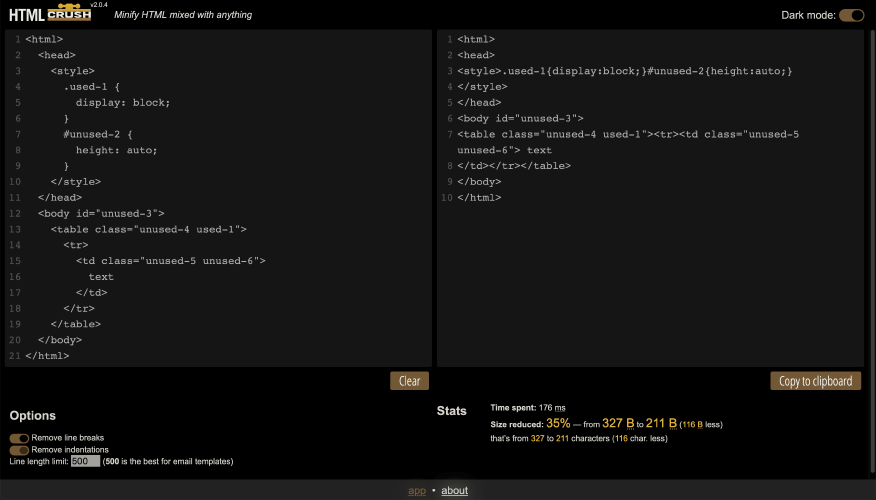 HTML CRUSH v2.0.4 Minify HTML mixed with anything Dark mode:
1 <html>
2 <head>
3 <style>
4 .used-1 {
5 display: block;
6 }
7 #unused-2 {
8 height: auto;
9 }
10 </style>
11 </head>
12 <body id="unused-3">
13 <table class="unused-4 used-1">
14 <tr>
15 <td class="unused-5 unused-6">
16 text
17 </td>
18 </tr>
19 </table>
20 </body>
21 </html>
1 <html>
2 <head>
3 <style>.used-1{display:block;}#unused-2{height:auto;}
4 </style>
5 </head>
6 <body id="unused-3">
7 <table class="unused-4 used-1"><tr><td class="unused-5
unused-6"> text
8 </td></tr></table>
9 </body>
10 </html>
Clear
Copy to clipboard
Options
Remove line breaks
Remove indentations
Line length limit: 500 (500 is the best for email templates)
Stats
Time spent: 176 ms
Size reduced: 35% — from 327 B to 211 B (116 B less)
that's from 327 to 211 characters (116 char. less)
app • about